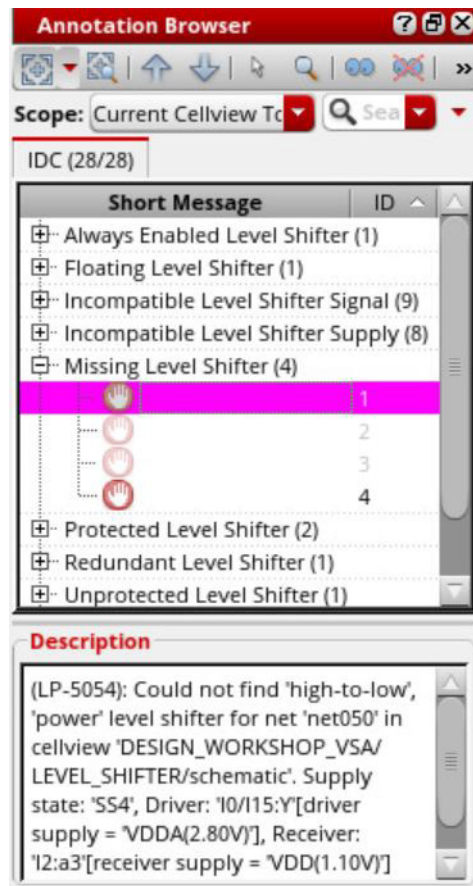 Annotation Browser
Scope: Current Cellview To Sea
IDC (28/28)
Short Message ID
Always Enabled Level Shifter (1)
Floating Level Shifter (1)
Incompatible Level Shifter Signal (9)
Incompatible Level Shifter Supply (8)
Missing Level Shifter (4)
1
2
3
4
Protected Level Shifter (2)
Redundant Level Shifter (1)
Unprotected Level Shifter (1)
Description
(LP-5054): Could not find 'high-to-low',
'power' level shifter for net 'net050' in
cellview 'DESIGN_WORKSHOP_VSA/
LEVEL_SHIFTER/schematic'. Supply
state: 'SS4', Driver: 'I0/I15:Y'[driver
supply = 'VDDA(2.80V)'], Receiver:
'I2:a3'[receiver supply = 'VDD(1.10V)']